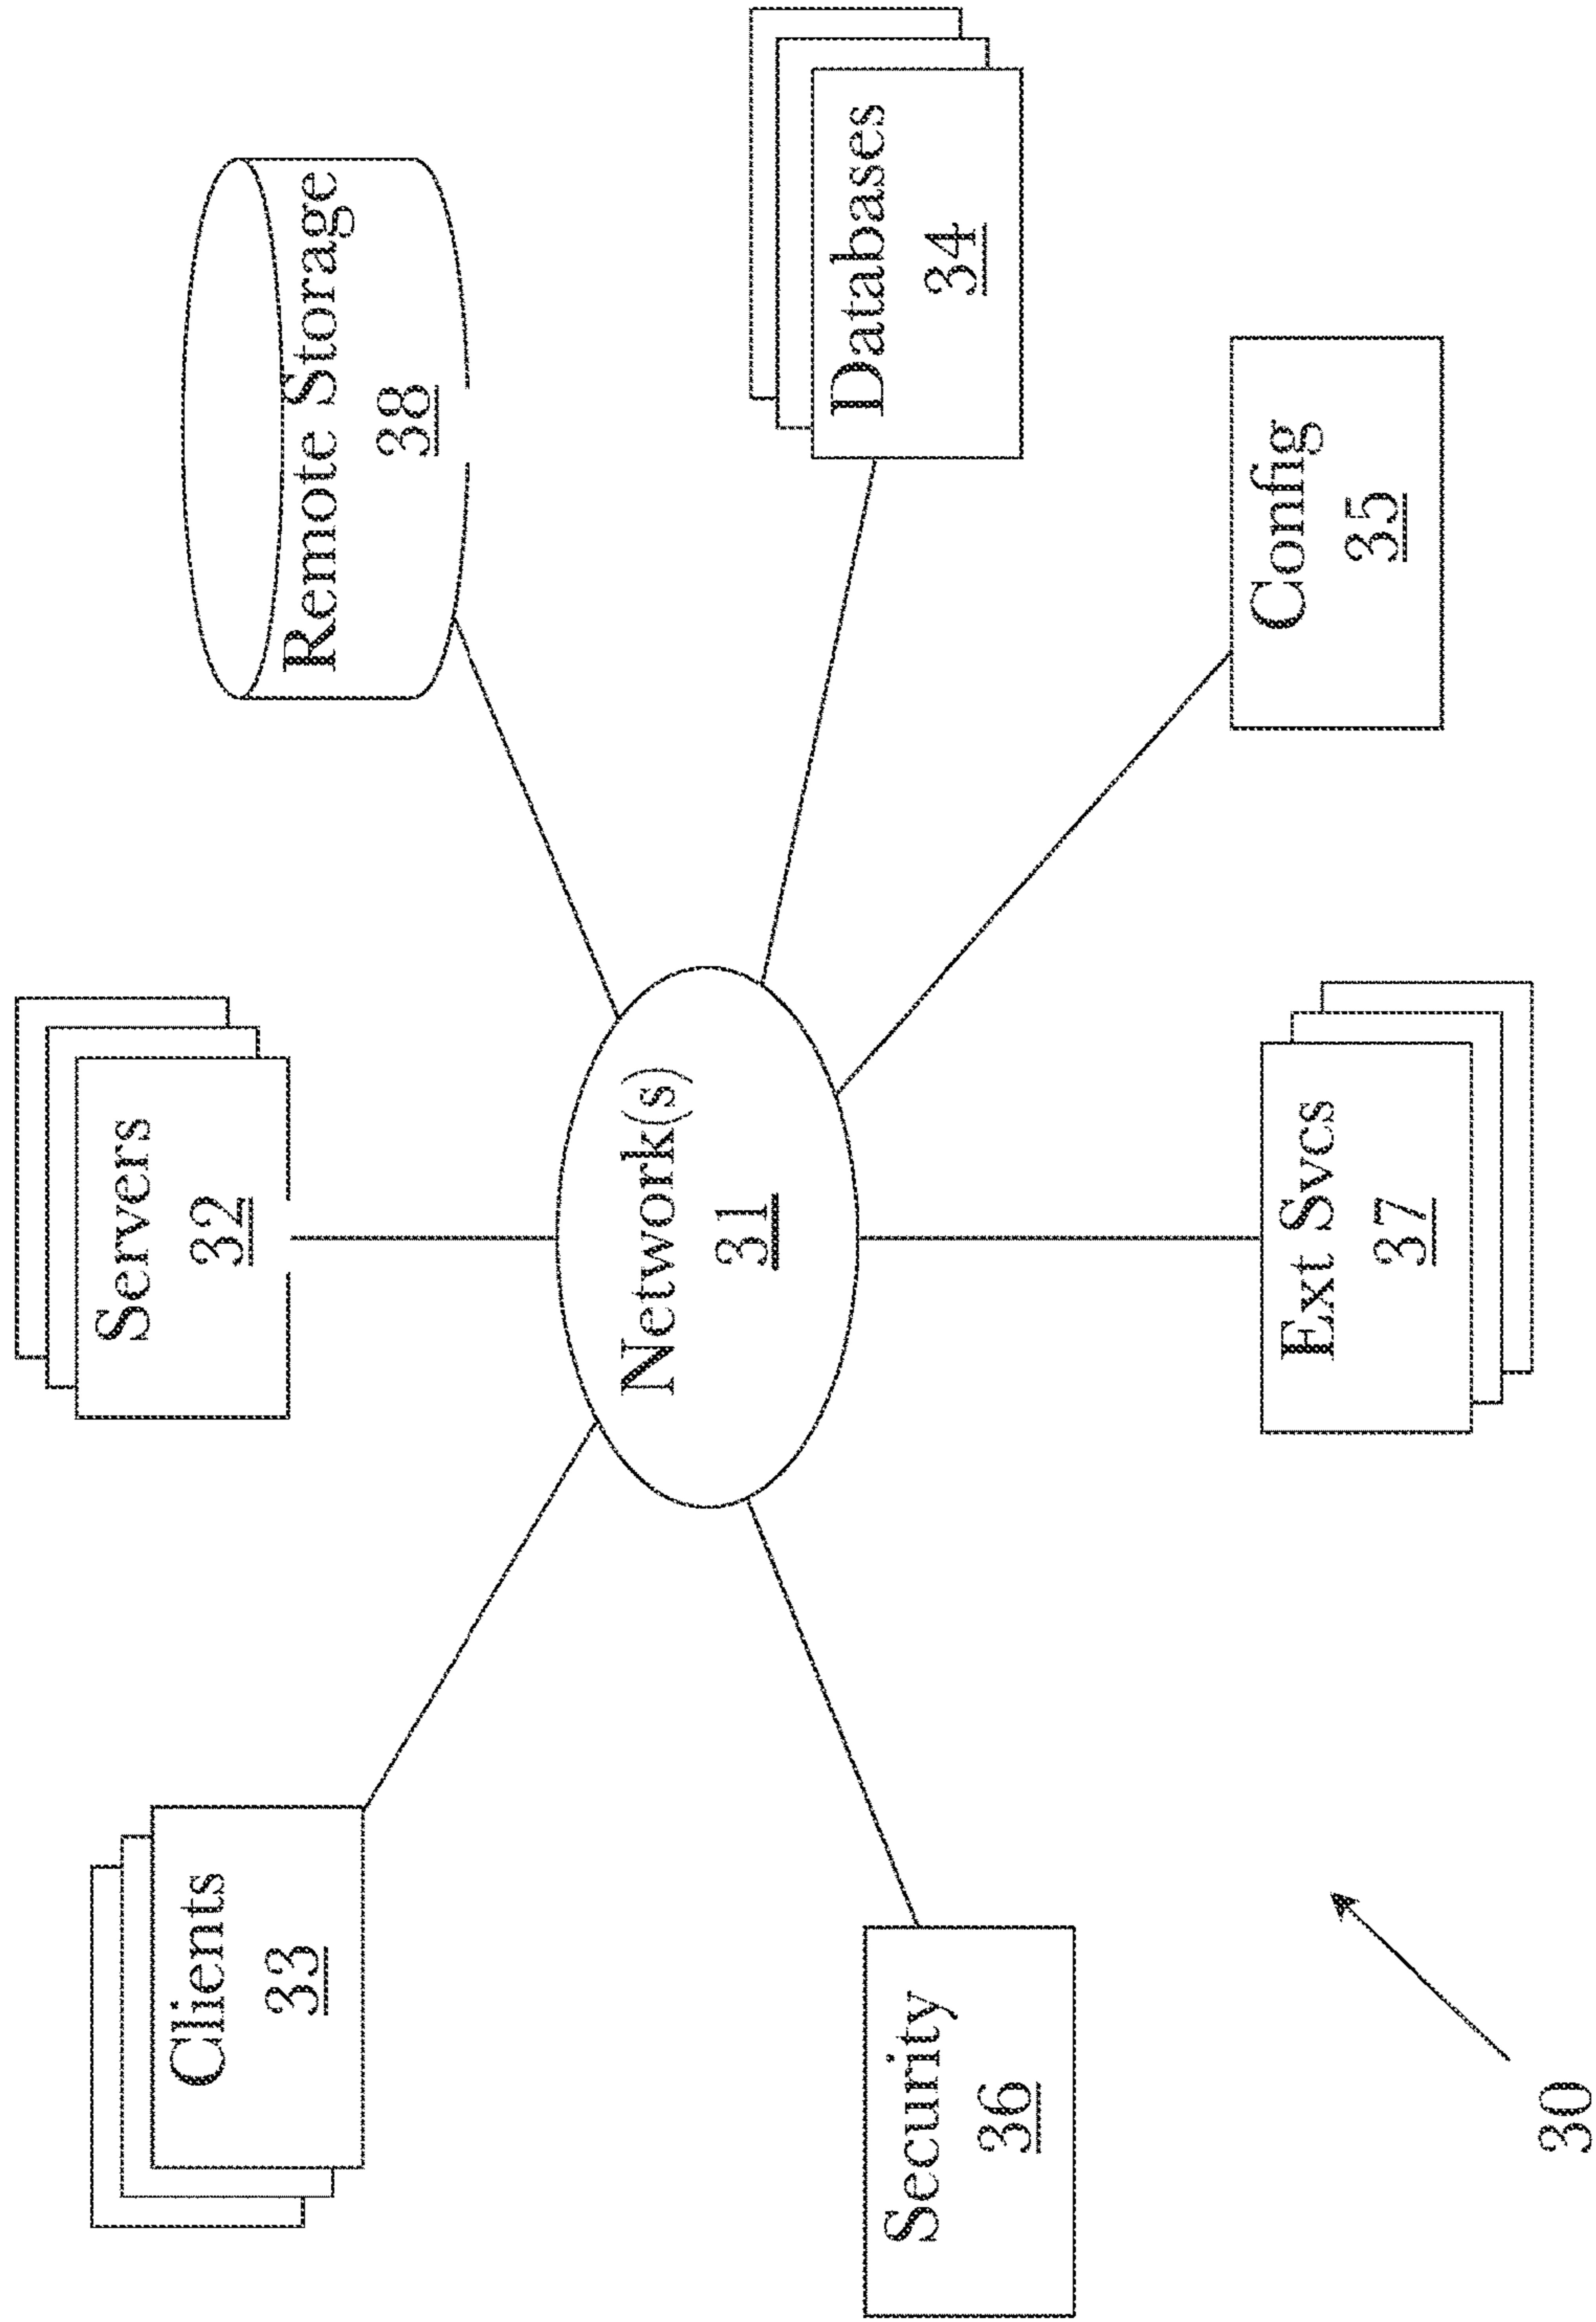 Servers
32
Remote Storage
38
Clients
33
Network(s)
31
Databases
34
Security
36
Config
35
Ext Svcs
37
30